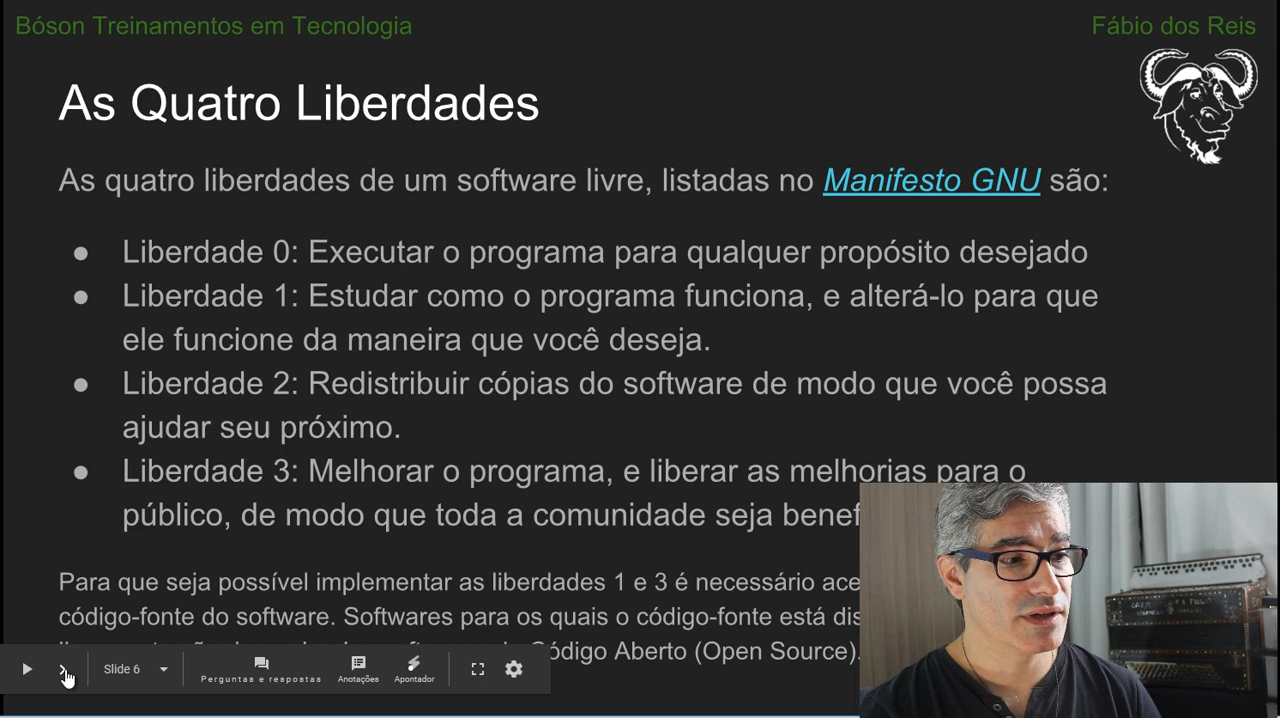 Bóson Treinamentos em Tecnologia
Fábio dos Reis
As Quatro Liberdades
As quatro liberdades de um software livre, listadas no Manifesto GNU são:
● Liberdade 0: Executar o programa para qualquer propósito desejado
● Liberdade 1: Estudar como o programa funciona, e alterá-lo para que
ele funcione da maneira que você deseja.
● Liberdade 2: Redistribuir cópias do software de modo que você possa
ajudar seu próximo.
● Liberdade 3: Melhorar o programa, e liberar as melhorias para o
público, de modo que toda a comunidade seja
Para que seja possível implementar as liberdades 1 e 3 é necessário
código-fonte do software. Softwares para os quais o código-fonte está
Código Aberto (Open Source).
Slide 6
Perguntas e respostas
Anotações
Apontador